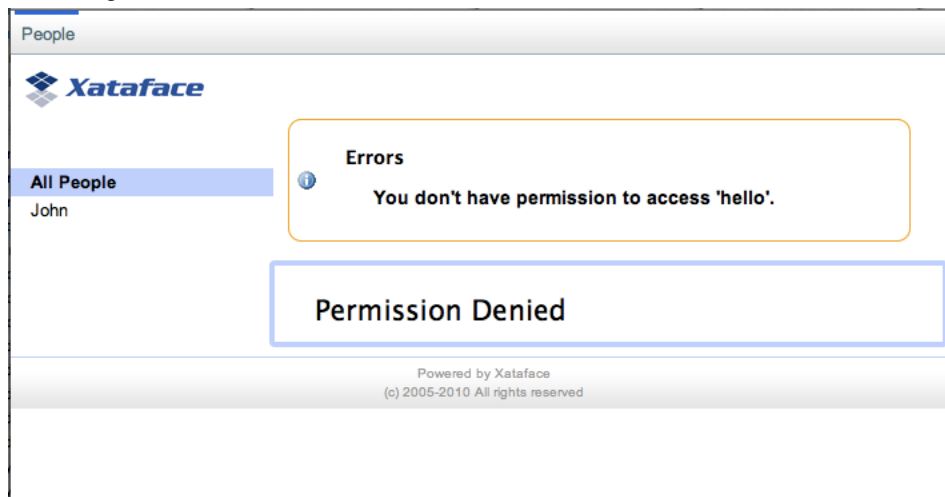 People
Xataface
All People
John
Errors
You don't have permission to access 'hello'.
Permission Denied
Powered by Xataface
(c) 2005-2010 All rights reserved